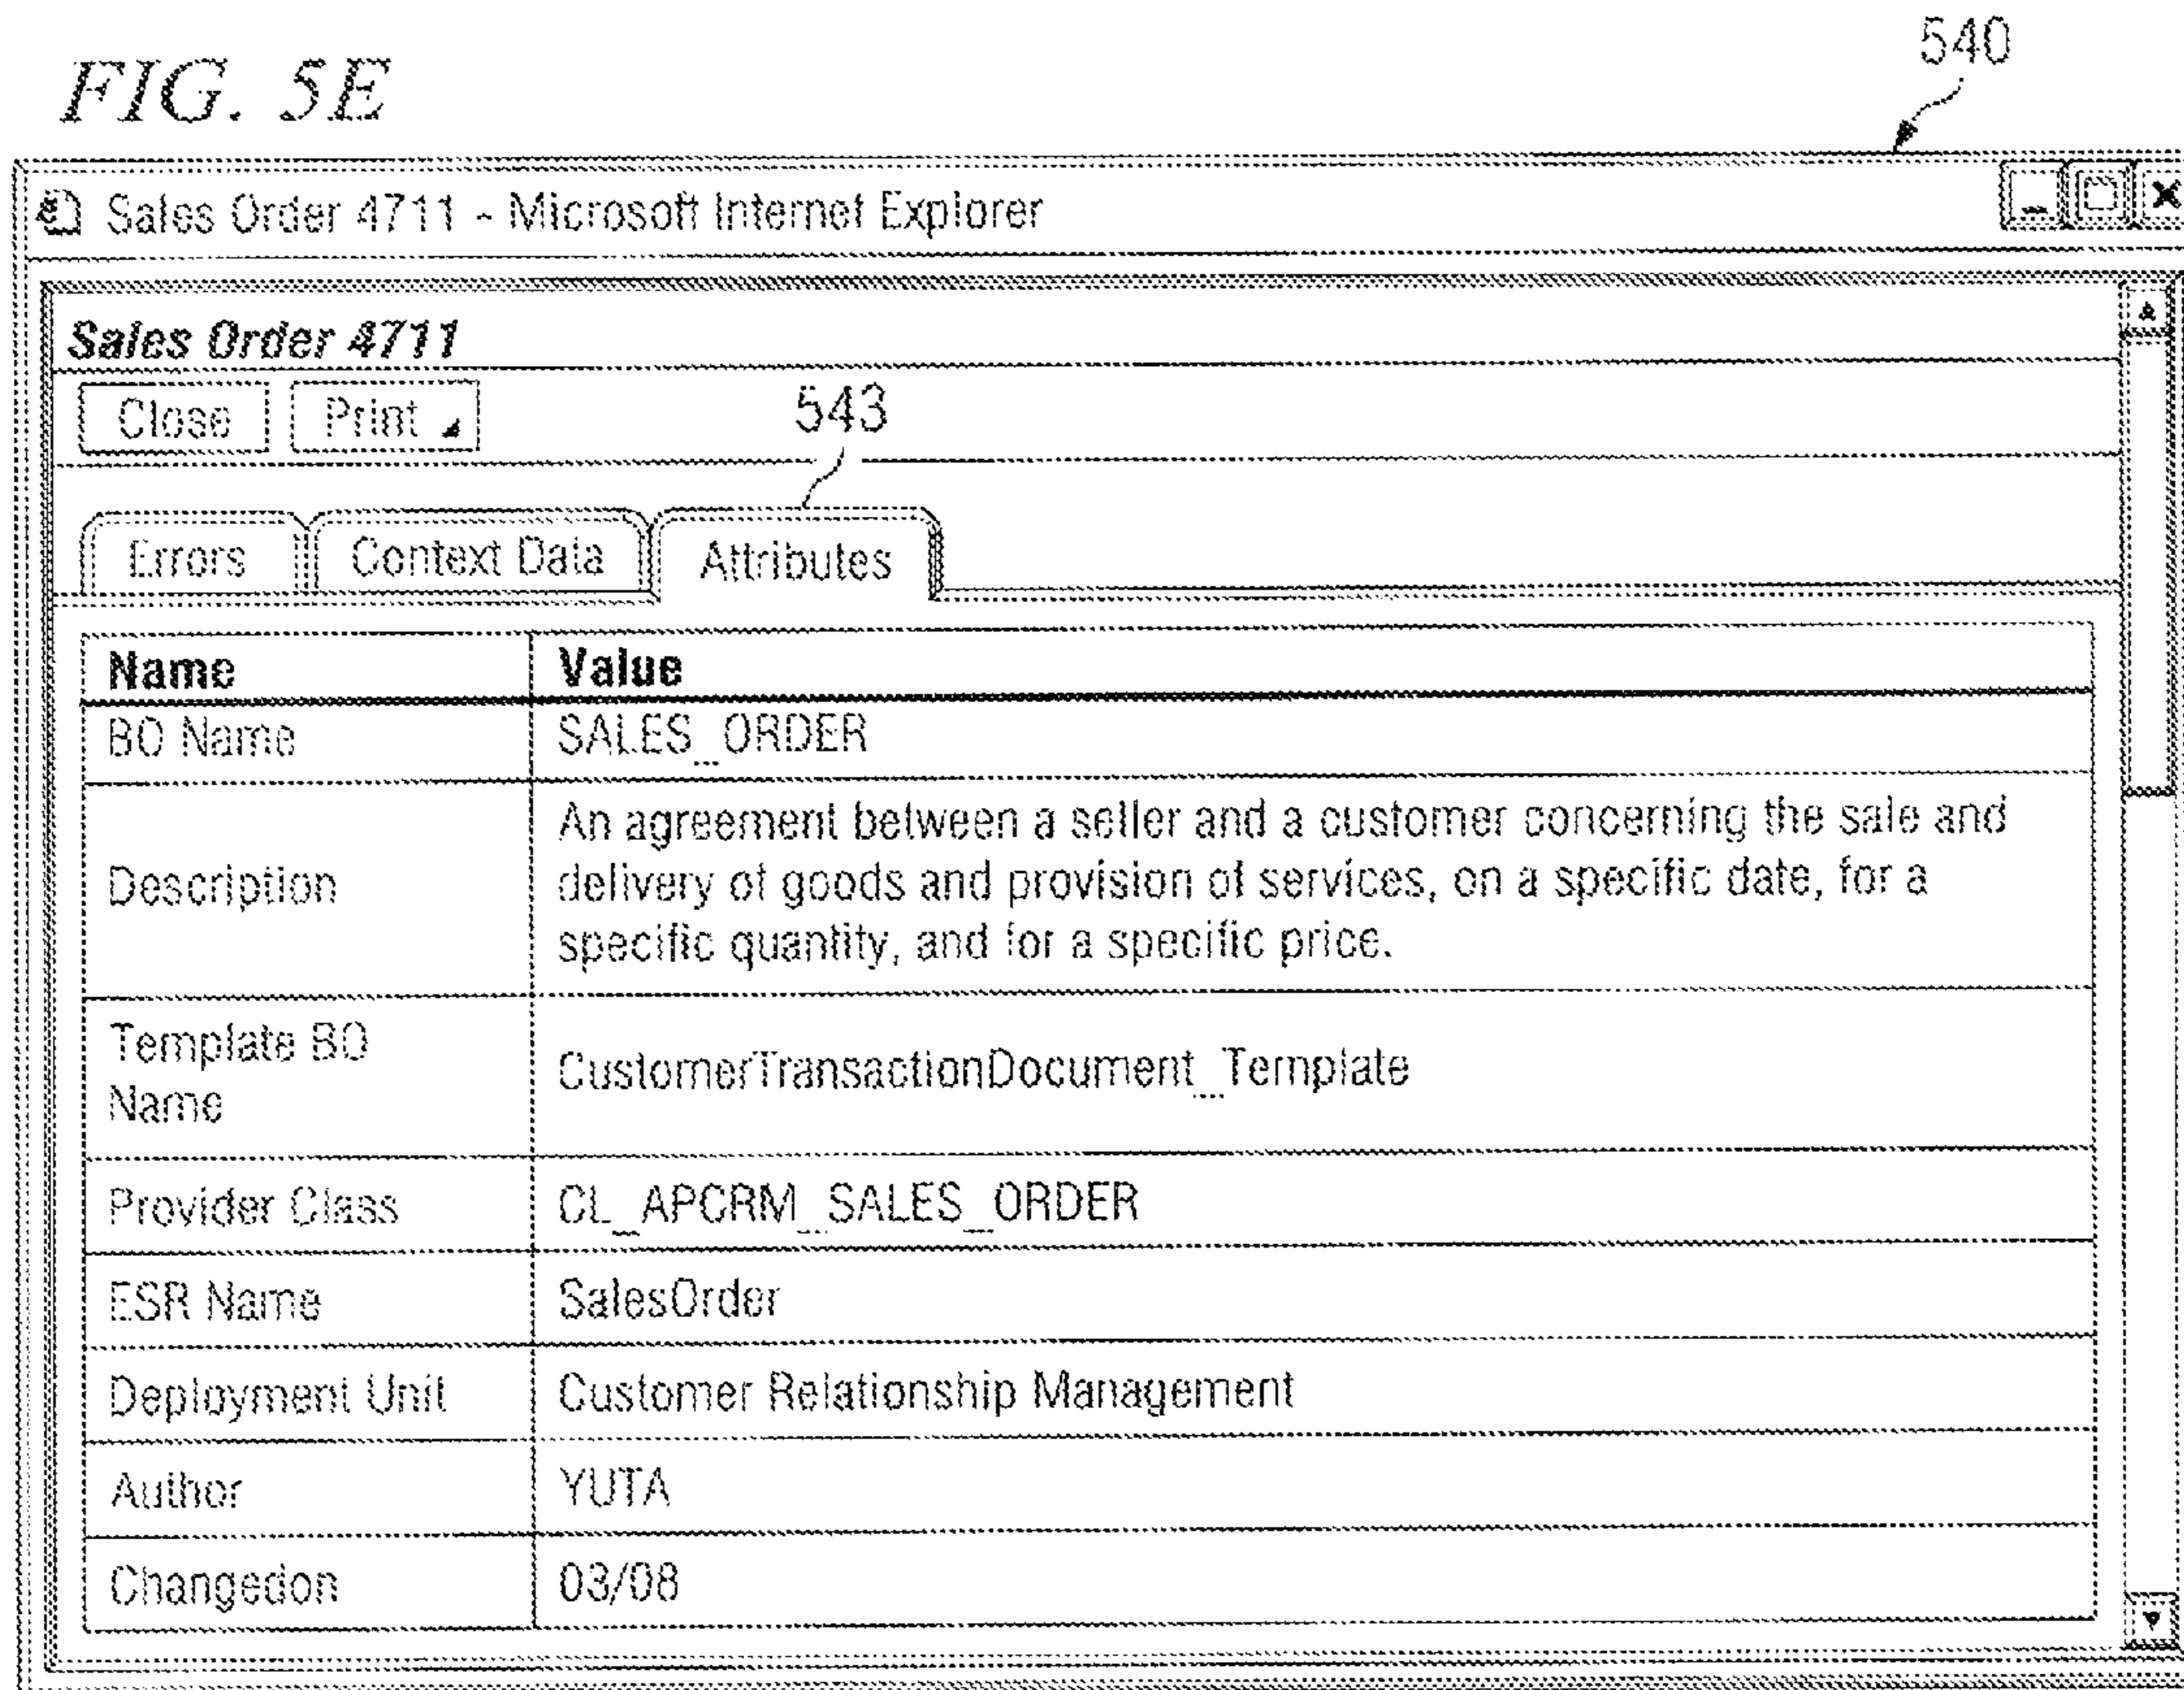 FIG. 5E
540
Sales Order 4711 - Microsoft Internet Explorer
Sales Order 4711
Close Print
543
Errors Context Data Attributes
Name Value
BO Name SALES_ORDER
Description An agreement between a seller and a customer concerning the sale and
delivery of goods and provision of services, on a specific date, for a
specific quantity, and for a specific price.
Template BO
Name CustomerTransactionDocument_Template
Provider Class CL_APCRM_SALES_ORDER
ESR Name SalesOrder
Deployment Unit Customer Relationship Management
Author YUTA
Changedon 03/08